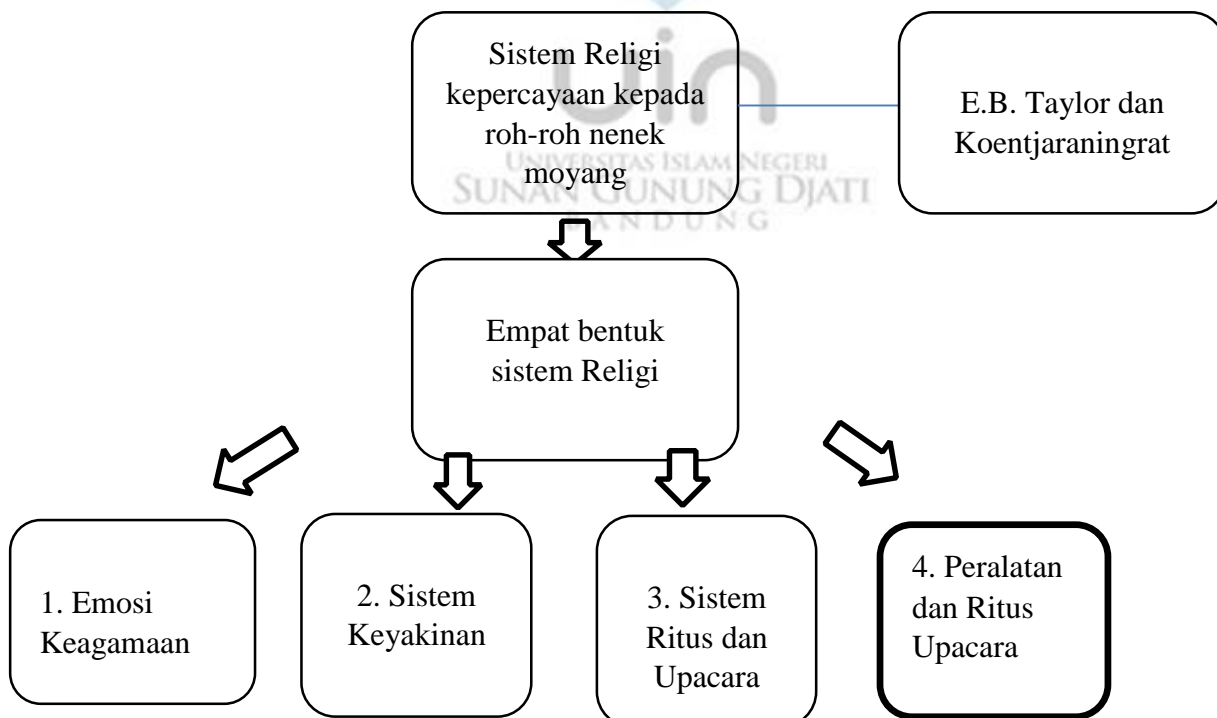 Sistem Religi
kepercayaan kepada
roh-roh nenek
moyang
E.B. Taylor dan
Koentjaraningrat
uin
UNIVERSITAS ISLAM NEGERI
SUNAN GUNUNG DJATI
BANDUNG
Empat bentuk
sistem Religi
1. Emosi
Keagamaan
2. Sistem
Keyakinan
3. Sistem
Ritus dan
Upacara
4. Peralatan
dan Ritus
Upacara